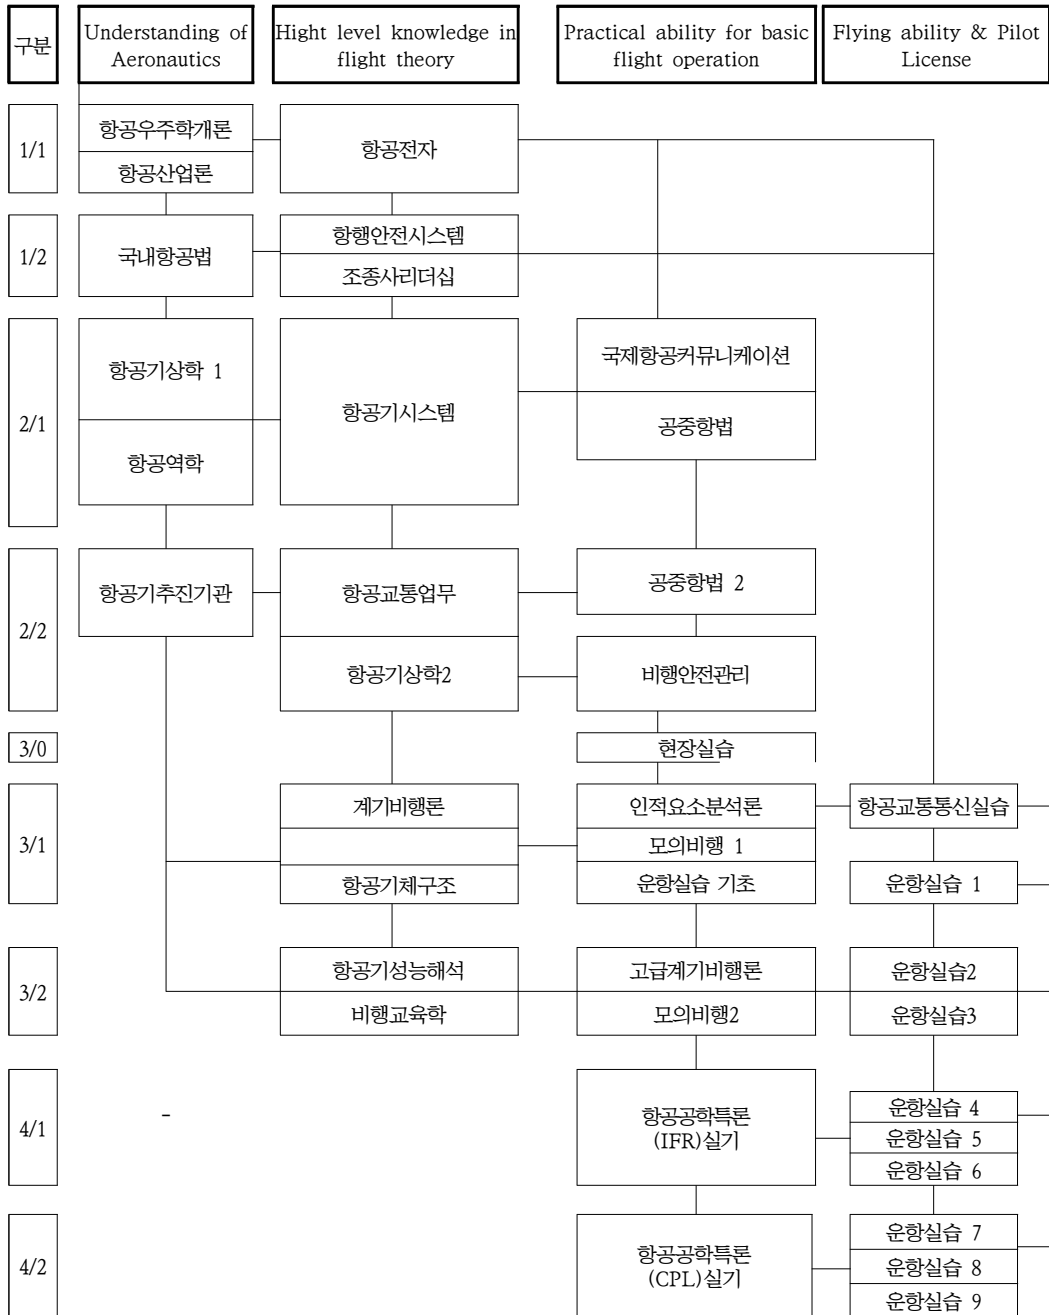 구분
Understanding of
Aeronautics
Hight level knowledge in
flight theory
Practical ability for basic
flight operation
Flying ability & Pilot
License
1/1
항공우주학개론
항공산업론
항공전자
1/2
국내항공법
항행안전시스템
조종사리더십
2/1
항공기상학 1
항공역학
항공기시스템
국제항공커뮤니케이션
공중항법
2/2
항공기추진기관
항공교통업무
항공기상학2
공중항법 2
비행안전관리
3/0
현장실습
3/1
계기비행론
항공기체구조
인적요소분석론
모의비행 1
운항실습 기초
항공교통통신실습
운항실습 1
3/2
항공기성능해석
비행교육학
고급계기비행론
모의비행2
운항실습2
운항실습3
4/1
-
항공공학특론
(IFR)실기
운항실습 4
운항실습 5
운항실습 6
4/2
항공공학특론
(CPL)실기
운항실습 7
운항실습 8
운항실습 9